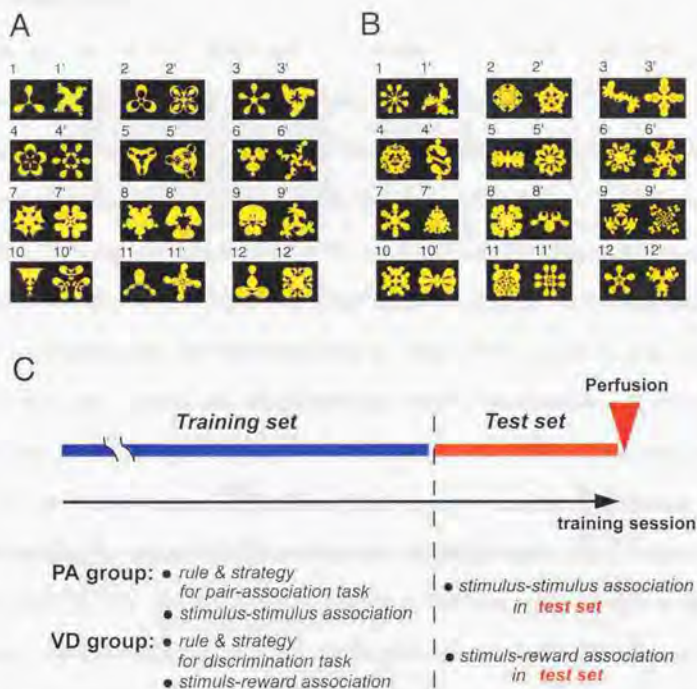 A
B
1 1' 2 2' 3 3'
4 4' 5 5' 6 6'
7 7' 8 8' 9 9'
10 10' 11 11' 12 12'
1 1' 2 2' 3 3'
4 4' 5 5' 6 6'
7 7' 8 8' 9 9'
10 10' 11 11' 12 12'
C
Perfusion
Training set
Test set
training session
PA group: • rule & strategy
for pair-association task
• stimulus-stimulus association
• stimulus-stimulus association
in test set
VD group: • rule & strategy
for discrimination task
• stimuls-reward association
• stimuls-reward association
in test set